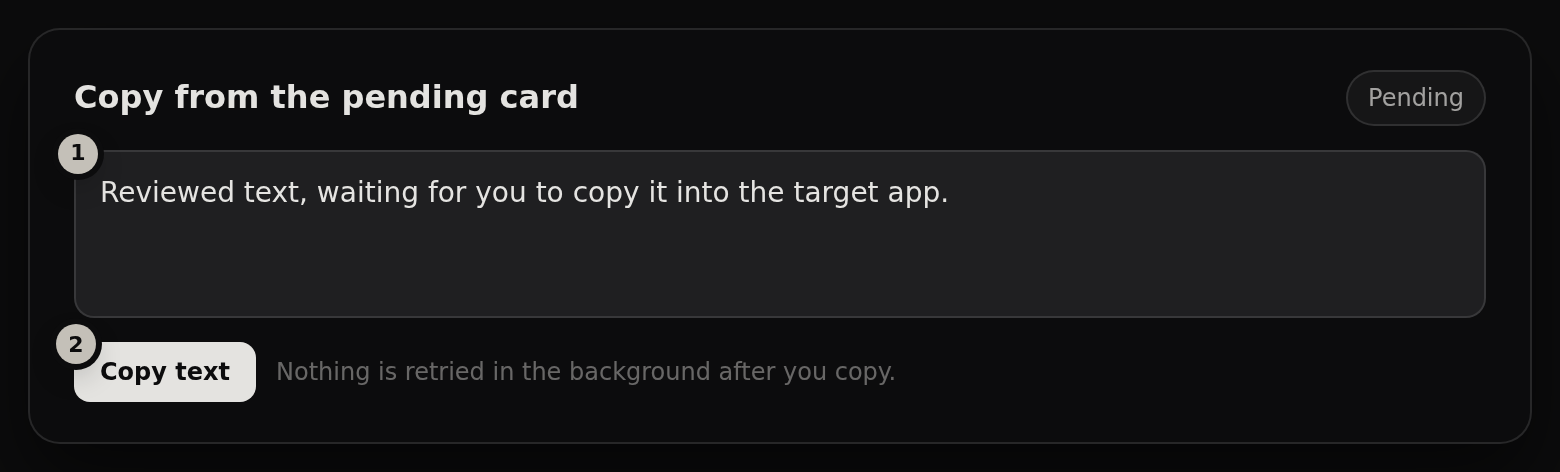 Copy from the pending card
Pending
1
Reviewed text, waiting for you to copy it into the target app.
2
Copy text
Nothing is retried in the background after you copy.